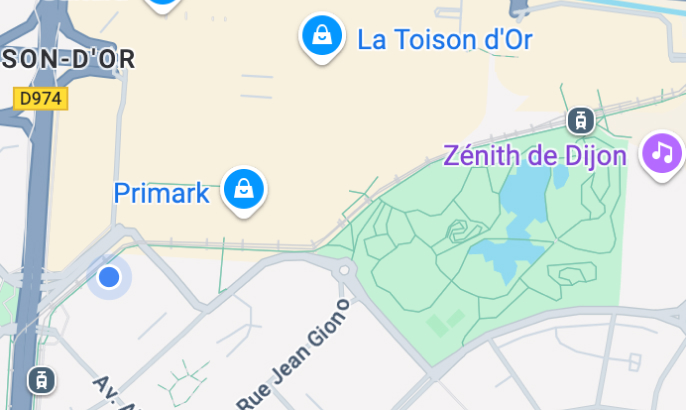 La Toison d'Or
SON-D'OR
D974
Zénith de Dijon
Primark
Rue Jean Giono
Av. A